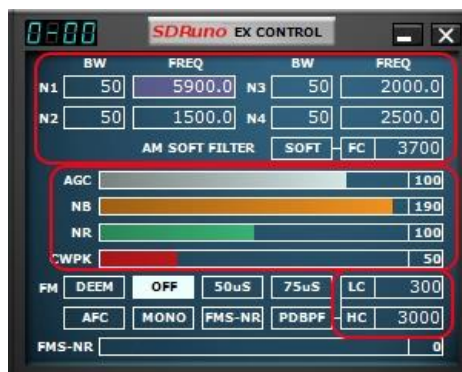 0-00 SDRuno EX CONTROL
BW FREQ BW FREQ
N1 50 5900.0 N3 50 2000.0
N2 50 1500.0 N4 50 2500.0
AM SOFT FILTER SOFT FC 3700
AGC 100
NB 190
NR 100
CWPK 50
FM DEEM OFF 50uS 75uS LC 300
AFC MONO FMS-NR PDBPF HC 3000
FMS-NR 0